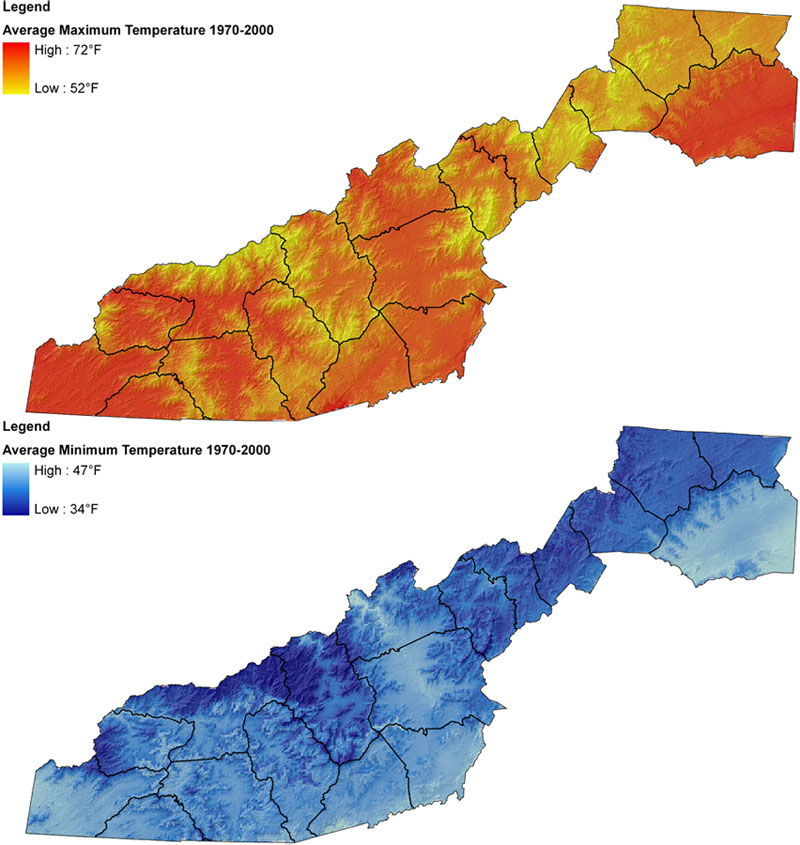 Legend
Average Maximum Temperature 1970-2000
High : 72°F
Low : 52°F
Legend
Average Minimum Temperature 1970-2000
High : 47°F
Low : 34°F